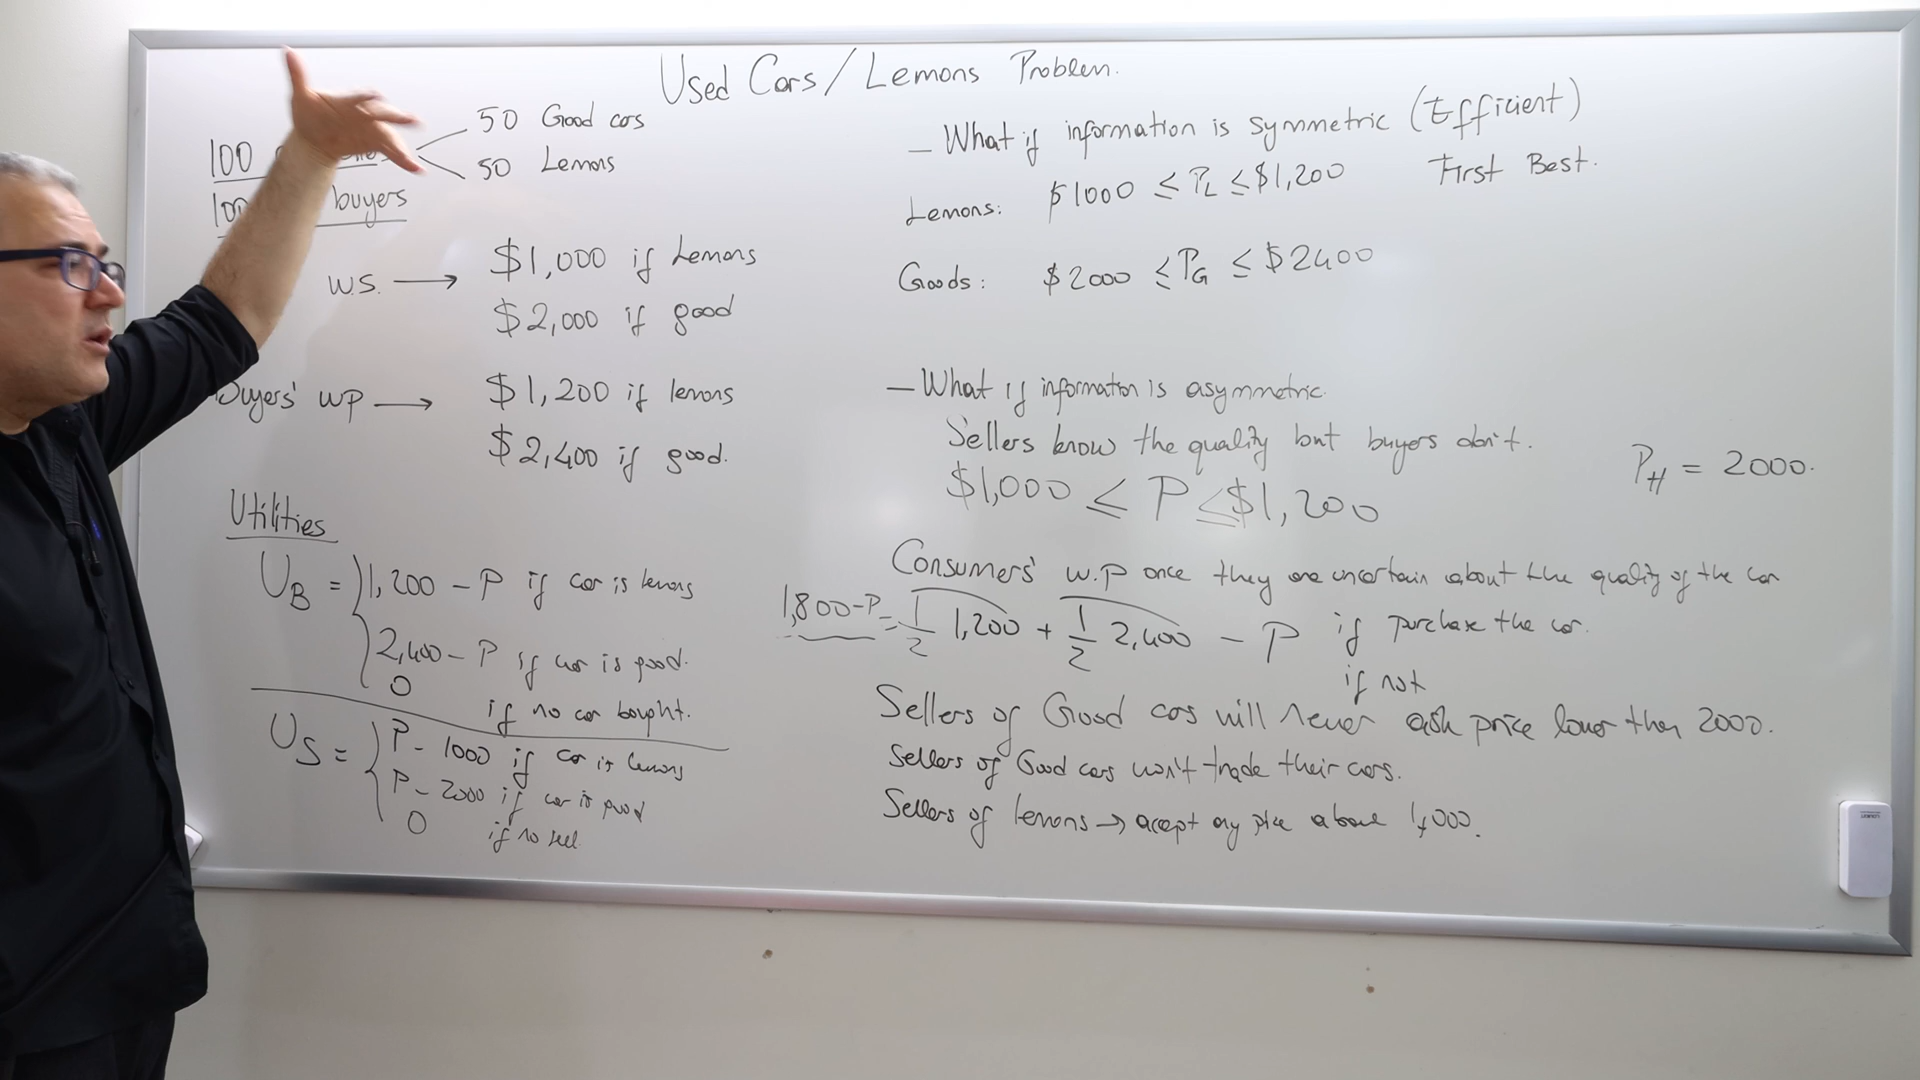 Used Cars / Lemons Problem.
100
50 Good cars
50 Lemons
100 buyers
W.S. → $1,000 if Lemons
$2,000 if good
Buyers' WP → $1,200 if lemons
$2,400 if good.
Utilities
U_B = 1,200 - P if car is lemons
2,400 - P if car is good.
0 if no car bought.
U_S = P - 1000 if car is lemons
P - 2000 if car is good
0 if no sell
- What if information is symmetric (Efficient)
First Best.
Lemons: $1000 ≤ P_L ≤ $1,200
Goods: $2000 ≤ P_G ≤ $2400
- What if information is asymmetric.
Sellers know the quality but buyers don't.
$1,000 ≤ P ≤ $1,200
P_H = 2000.
Consumers' w.p once they are uncertain about the quality of the car
1,800-P = 1/2 1,200 + 1/2 2,400 - P if purchase the car.
if not
Sellers of Good cars will never ask price lower than 2000.
Sellers of Good cars won't trade their cars.
Sellers of lemons → accept any price above 1,000.